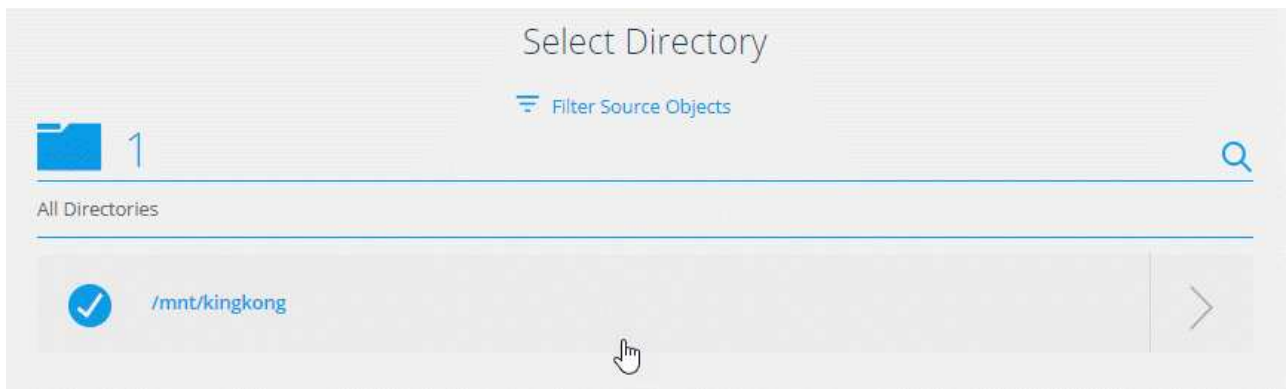 Select Directory
Filter Source Objects
1
All Directories
/mnt/kingkong